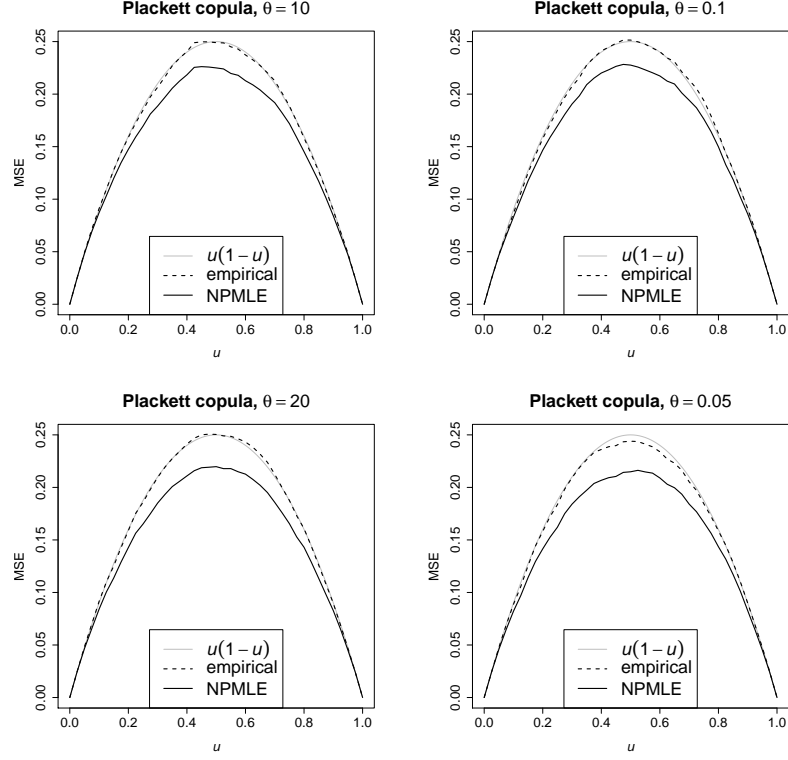 Plackett copula, θ = 10
MSE
0.00 0.05 0.10 0.15 0.20 0.25
u(1 − u)
empirical
NPMLE
0.0 0.2 0.4 0.6 0.8 1.0
u
Plackett copula, θ = 0.1
MSE
0.00 0.05 0.10 0.15 0.20 0.25
u(1 − u)
empirical
NPMLE
0.0 0.2 0.4 0.6 0.8 1.0
u
Plackett copula, θ = 20
MSE
0.00 0.05 0.10 0.15 0.20 0.25
u(1 − u)
empirical
NPMLE
0.0 0.2 0.4 0.6 0.8 1.0
u
Plackett copula, θ = 0.05
MSE
0.00 0.05 0.10 0.15 0.20 0.25
u(1 − u)
empirical
NPMLE
0.0 0.2 0.4 0.6 0.8 1.0
u